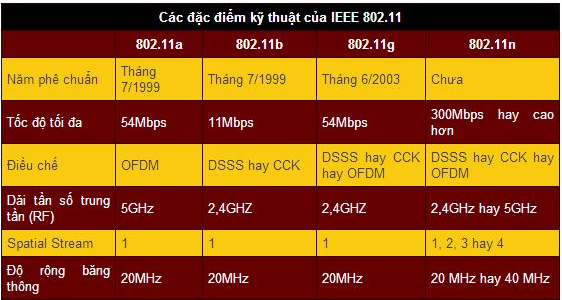 Các đặc điểm kỹ thuật của IEEE 802.11
802.11a 802.11b 802.11g 802.11n
Năm phê chuẩn Tháng 7/1999 Tháng 7/1999 Tháng 6/2003 Chưa
Tốc độ tối đa 54Mbps 11Mbps 54Mbps 300Mbps hay cao hơn
Điều chế OFDM DSSS hay CCK DSSS hay CCK hay OFDM DSSS hay CCK hay OFDM
Dãi tần số trung tần (RF) 5GHz 2,4GHZ 2,4GHZ 2,4GHz hay 5GHz
Spatial Stream 1 1 1 1, 2, 3 hay 4
Độ rộng băng thông 20MHz 20MHz 20MHz 20 MHz hay 40 MHz